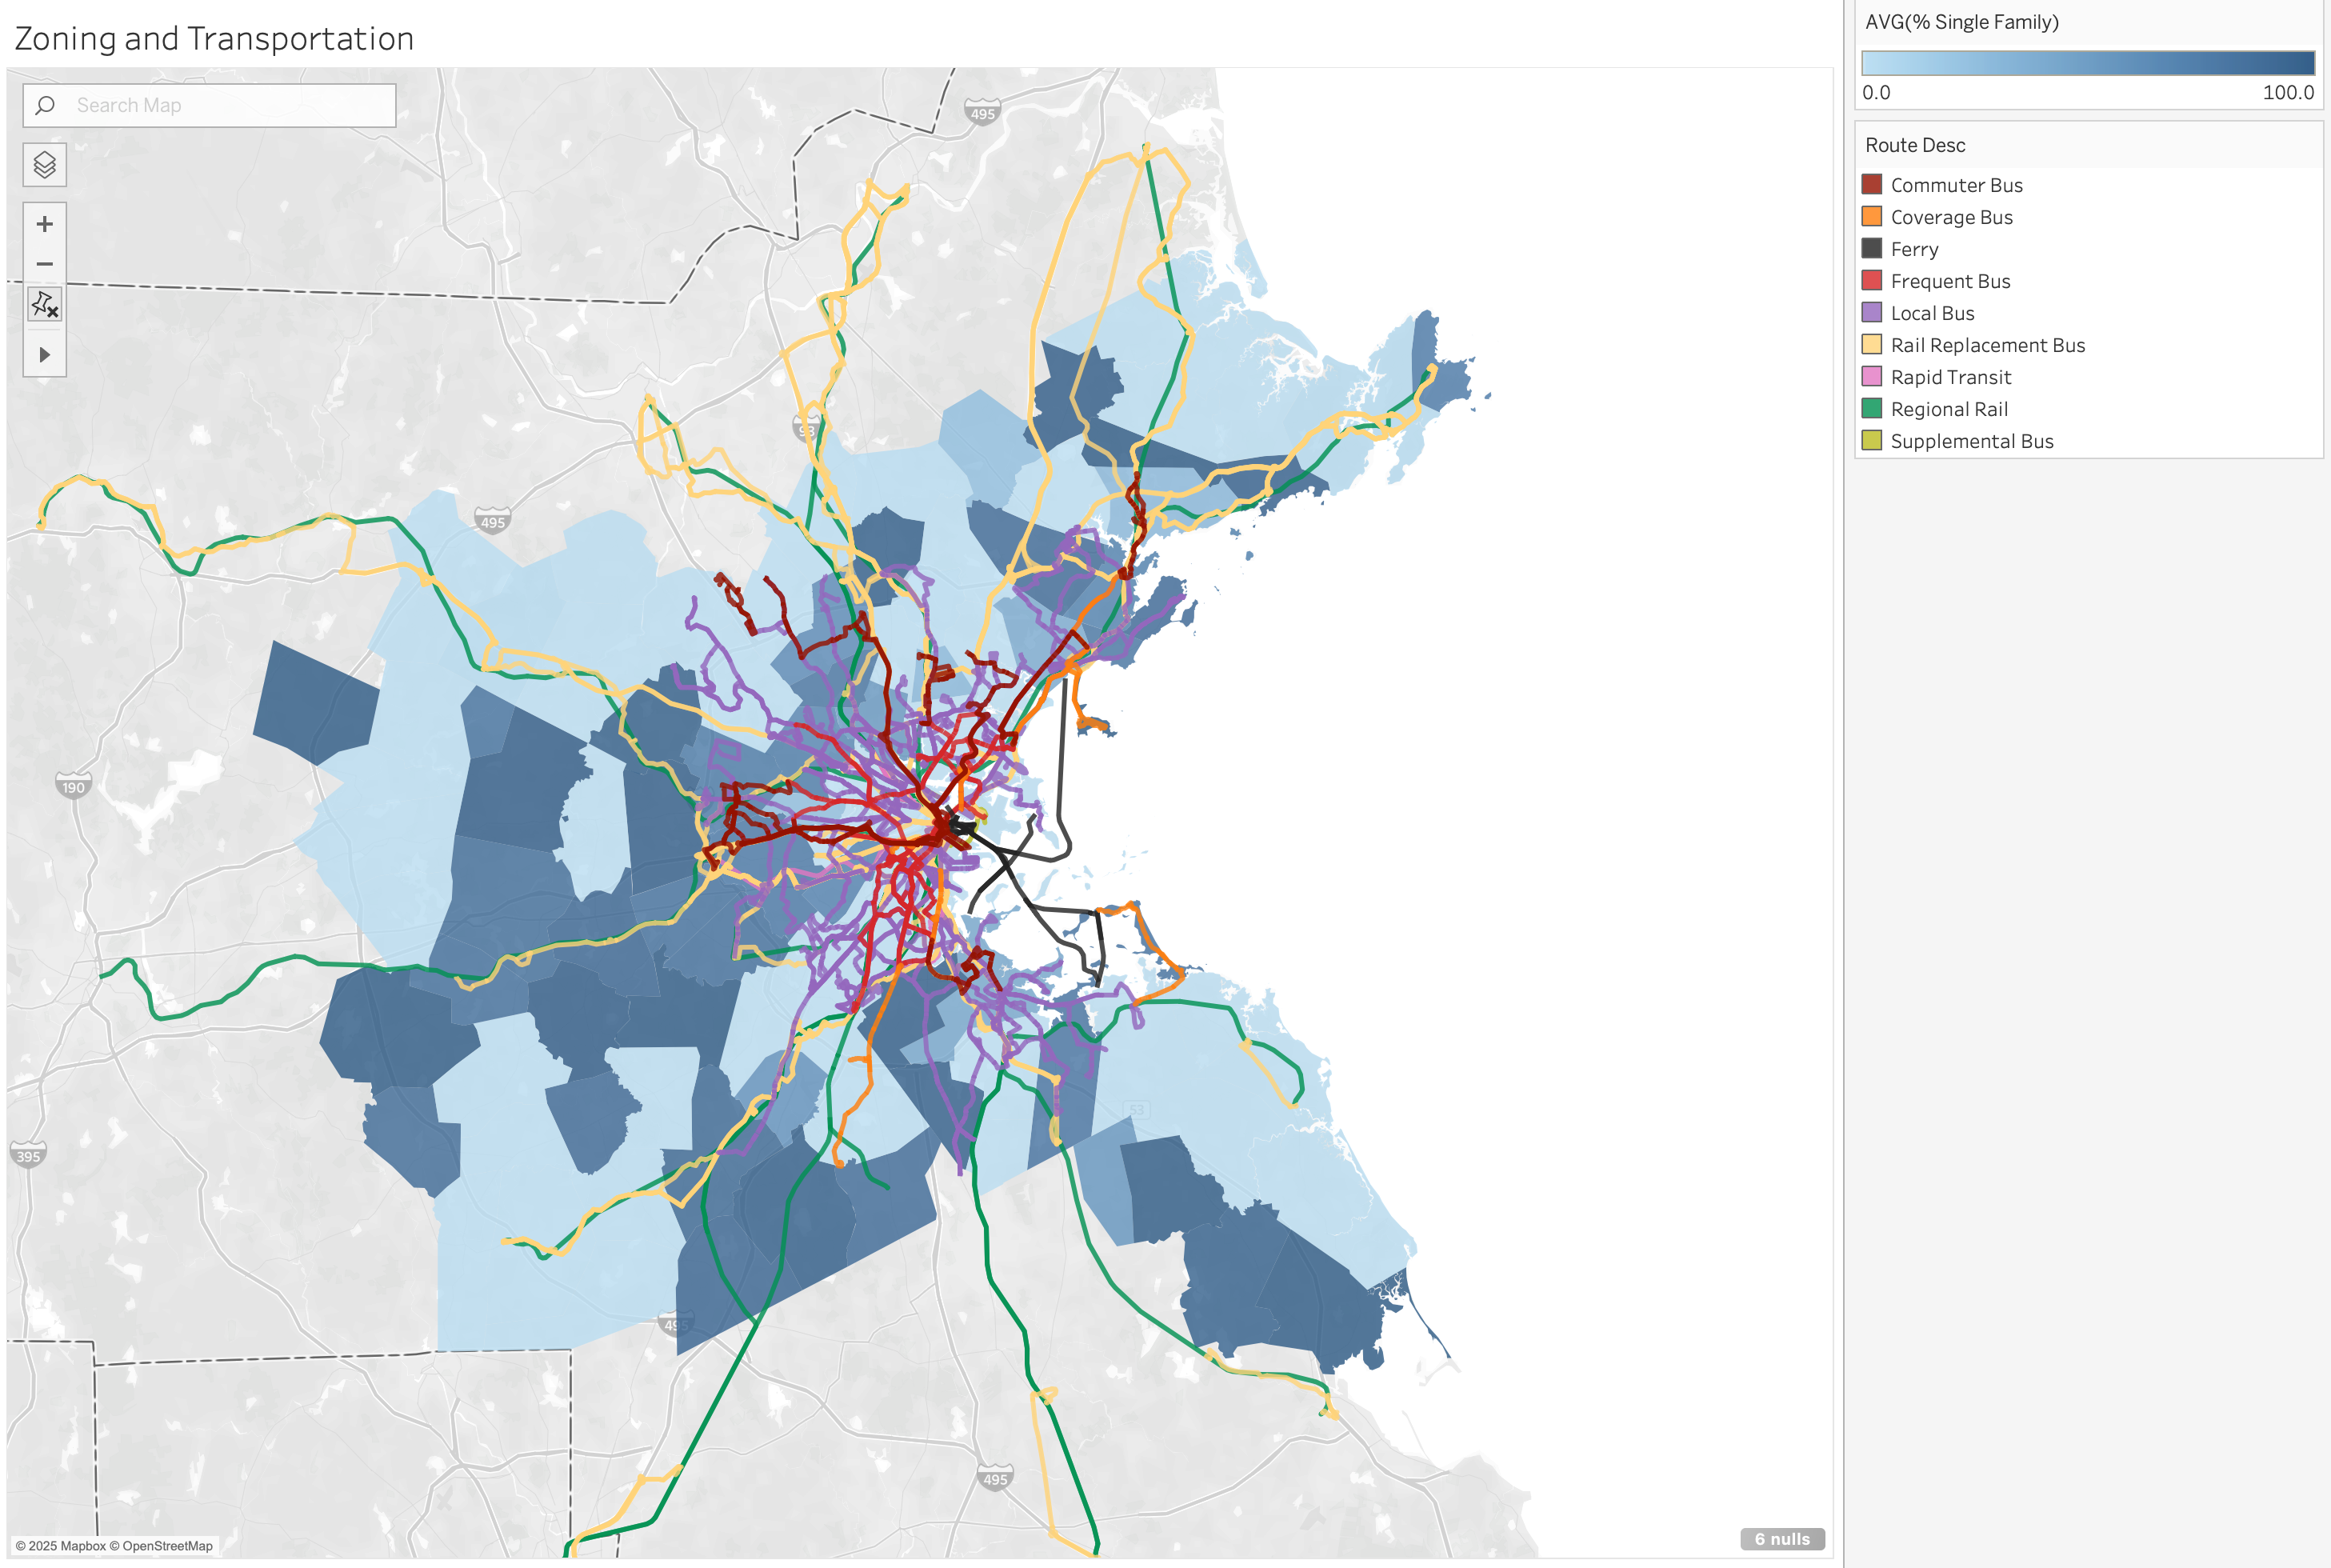 Zoning and Transportation
Search Map
495
93
495
190
395
53
495
495
© 2025 Mapbox © OpenStreetMap
6 nulls
AVG(% Single Family)
0.0 100.0
Route Desc
Commuter Bus
Coverage Bus
Ferry
Frequent Bus
Local Bus
Rail Replacement Bus
Rapid Transit
Regional Rail
Supplemental Bus